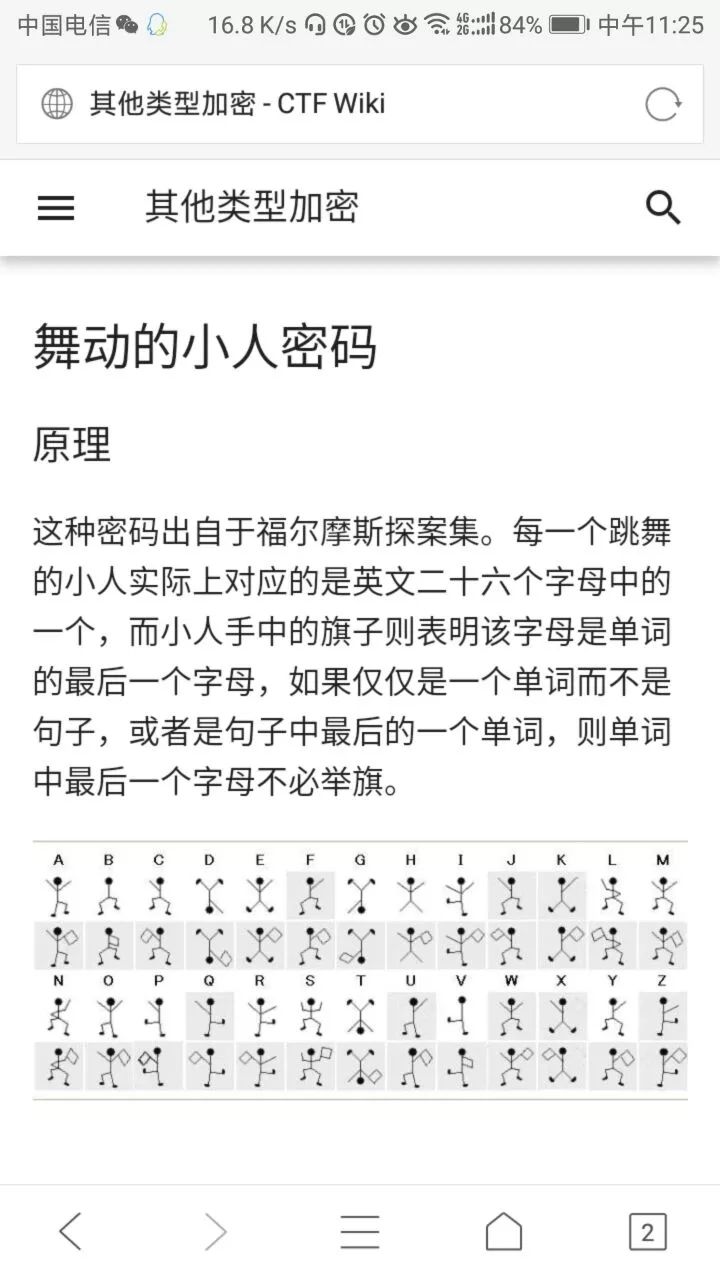 中国电信 16.8 K/s 4G 2G 84% 中午11:25
其他类型加密 - CTF Wiki
其他类型加密
舞动的小人密码
原理
这种密码出自于福尔摩斯探案集。每一个跳舞
的小人实际上对应的是英文二十六个字母中的
一个，而小人手中的旗子则表明该字母是单词
的最后一个字母，如果仅仅是一个单词而不是
句子，或者是句子中最后的一个单词，则单词
中最后一个字母不必举旗。
A B C D E F G H I J K L M
N O P Q R S T U V W X Y Z
2